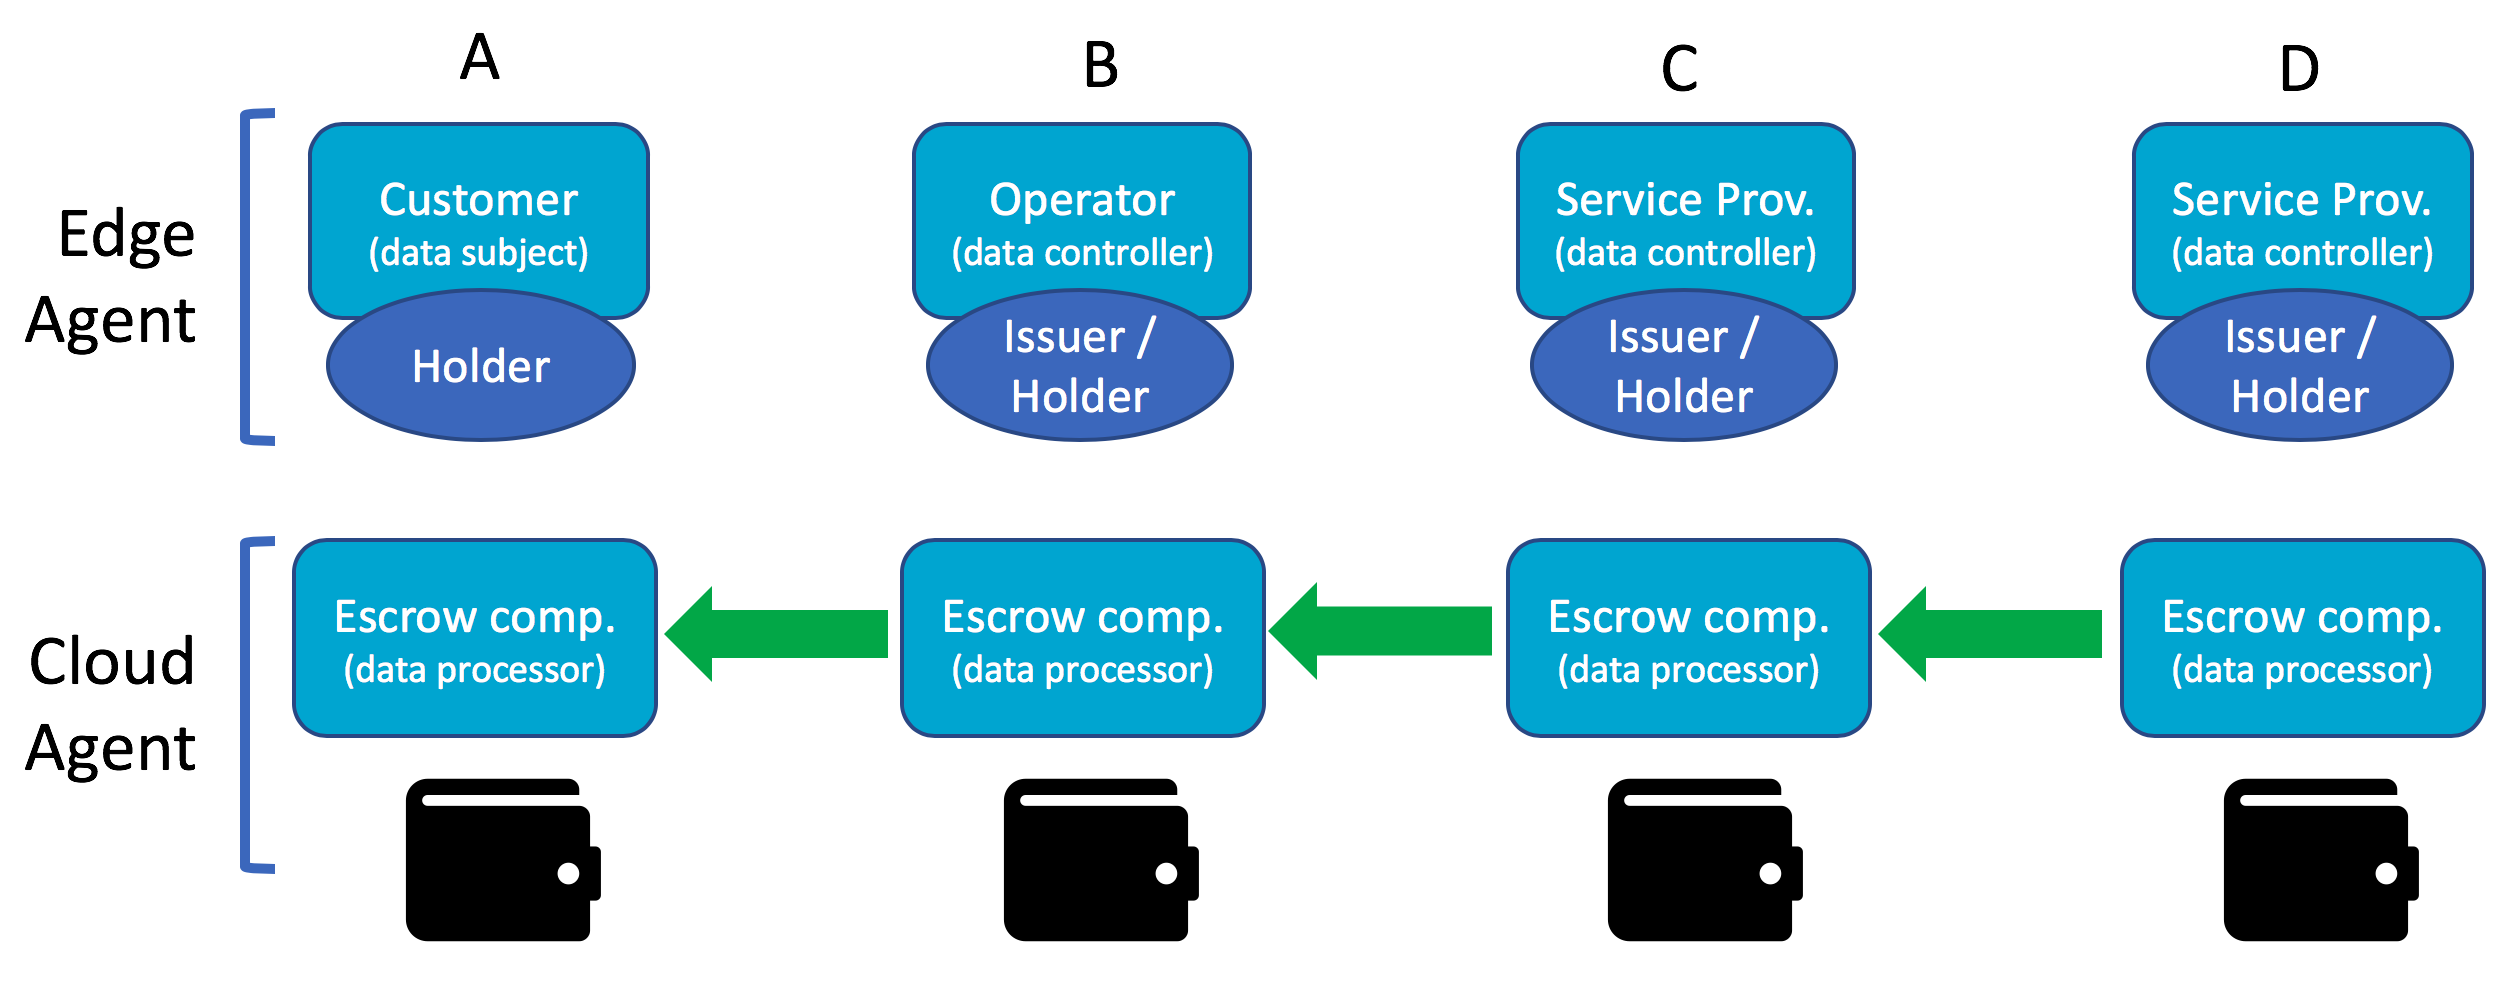 A
B
C
D
Edge
Agent
Customer
(data subject)
Holder
Operator
(data controller)
Issuer /
Holder
Service Prov.
(data controller)
Issuer /
Holder
Service Prov.
(data controller)
Issuer /
Holder
Cloud
Agent
Escrow comp.
(data processor)
Escrow comp.
(data processor)
Escrow comp.
(data processor)
Escrow comp.
(data processor)